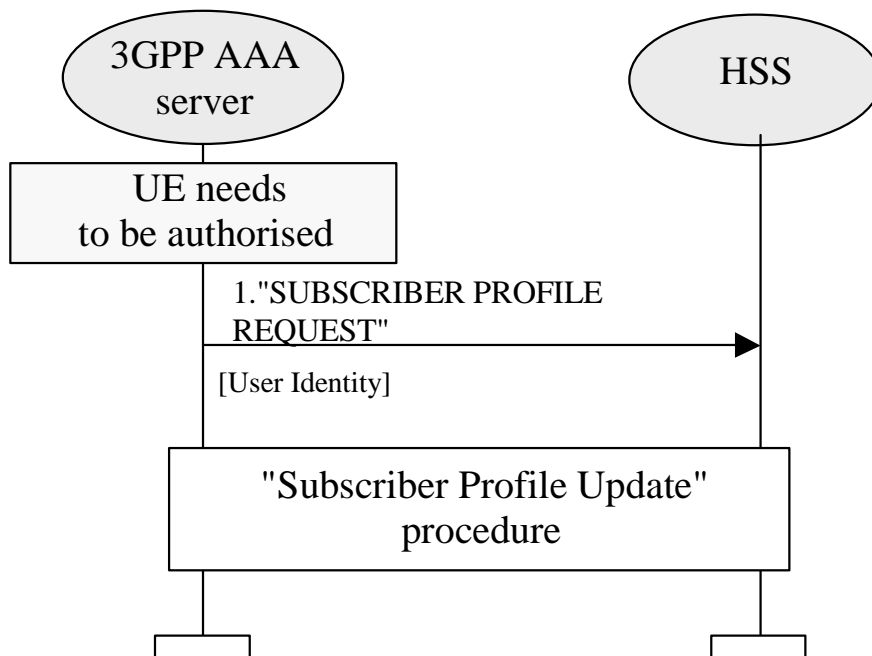 3GPP AAA
server
HSS
UE needs
to be authorised
1."SUBSCRIBER PROFILE
REQUEST"
[User Identity]
"Subscriber Profile Update"
procedure